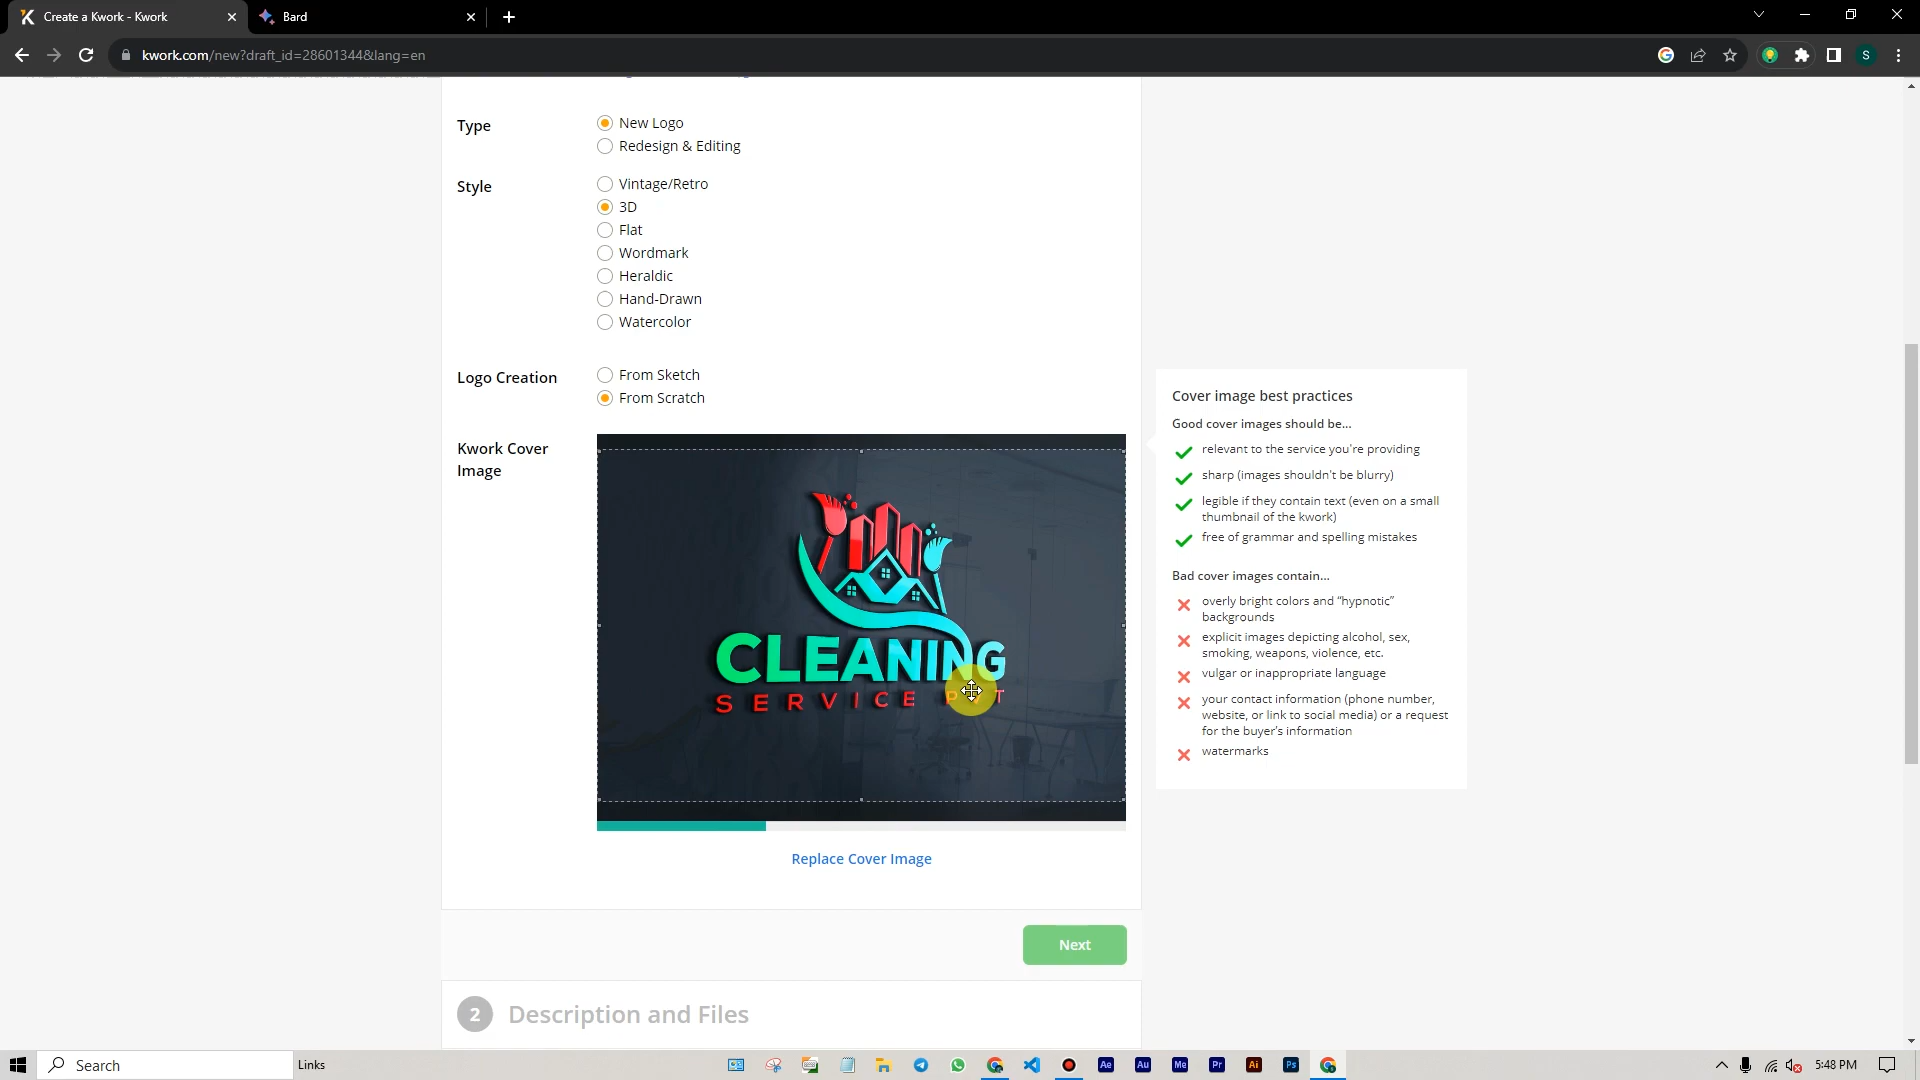 Create a Kwork - Kwork
Bard
kwork.com/new?draft_id=28601344&lang=en
S
Type
New Logo
Redesign & Editing
Style
Vintage/Retro
3D
Flat
Wordmark
Heraldic
Hand-Drawn
Watercolor
Logo Creation
From Sketch
From Scratch
Kwork Cover
Image
CLEANING
SERVICE
Replace Cover Image
Next
2 Description and Files
Cover image best practices
Good cover images should be...
relevant to the service you're providing
sharp (images shouldn't be blurry)
legible if they contain text (even on a small
thumbnail of the kwork)
free of grammar and spelling mistakes
Bad cover images contain...
overly bright colors and “hypnotic”
backgrounds
explicit images depicting alcohol, sex,
smoking, weapons, violence, etc.
vulgar or inappropriate language
your contact information (phone number,
website, or link to social media) or a request
for the buyer’s information
watermarks
Search
Links
Ae
Au
Me
Pr
Ai
Ps
5:48 PM